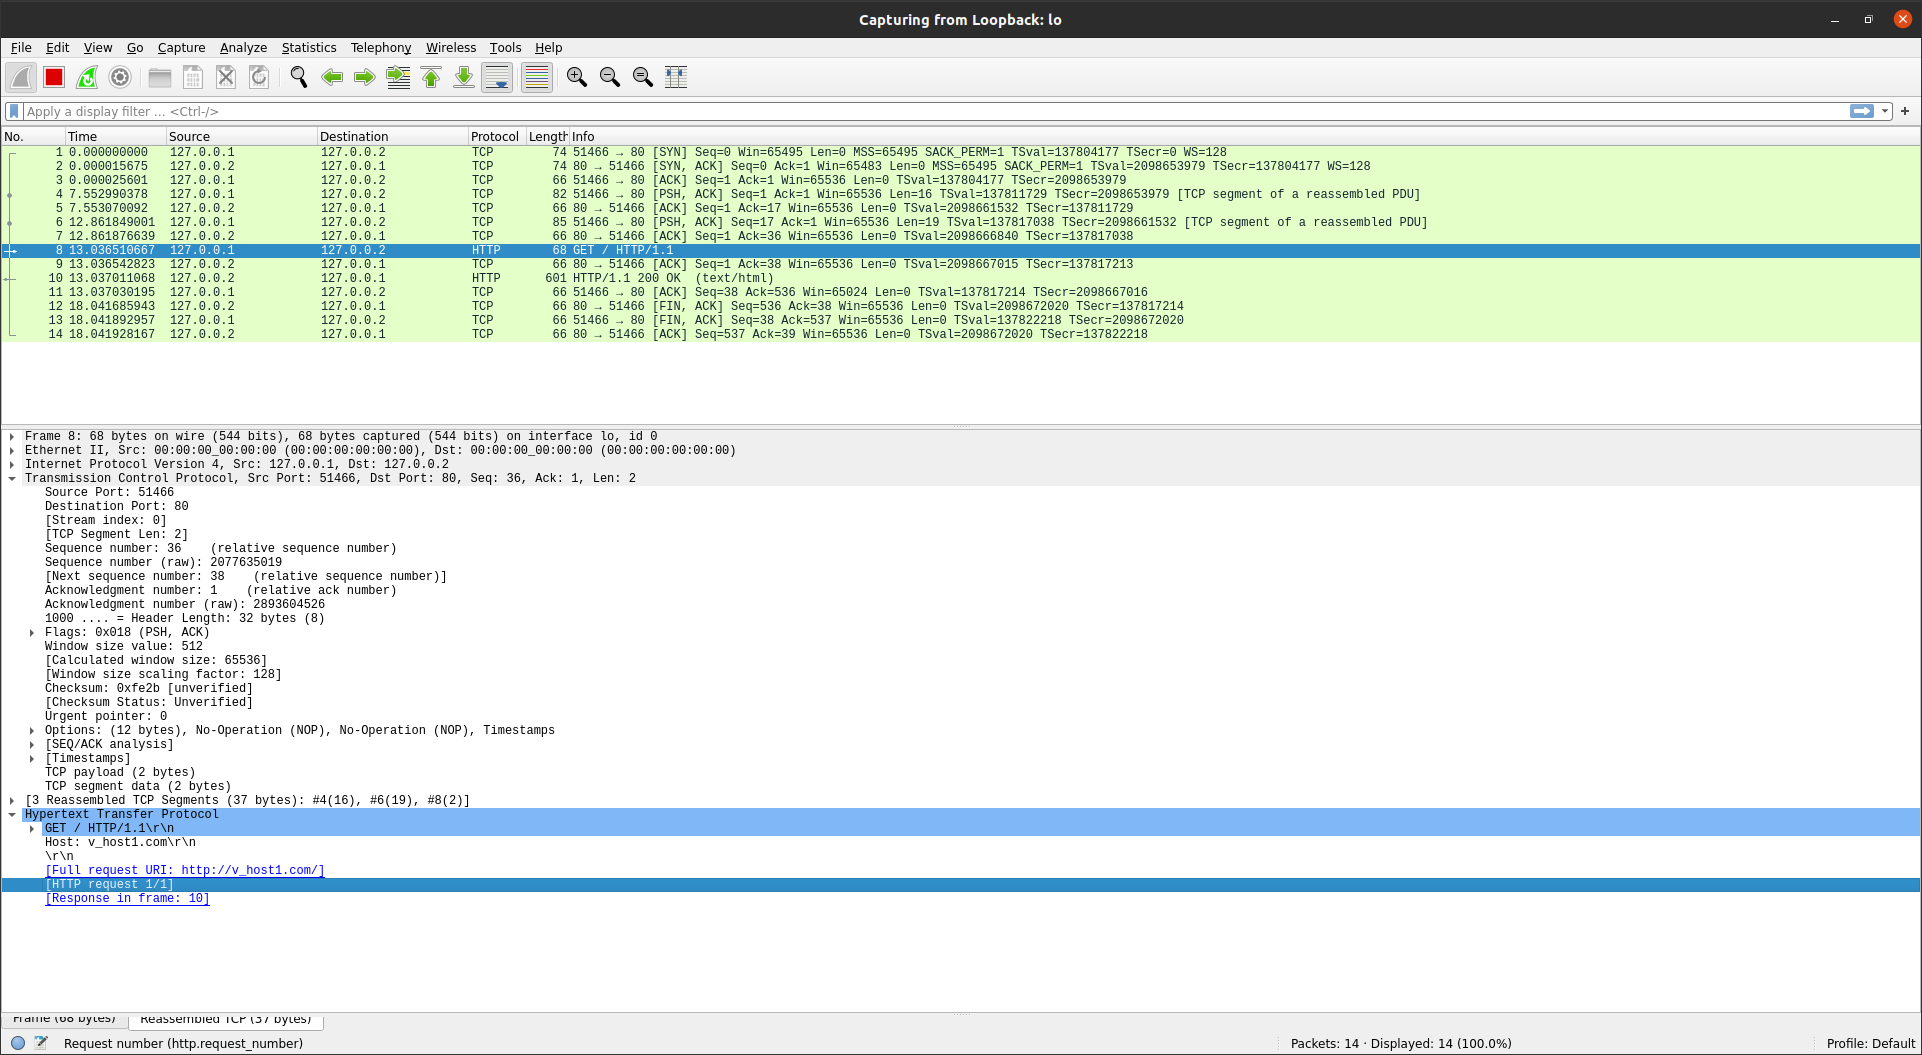 Capturing from Loopback: lo
File Edit View Go Capture Analyze Statistics Telephony Wireless Tools Help
Apply a display filter … <Ctrl-/>
No. Time Source Destination Protocol Length Info
1 0.000000000 127.0.0.1 127.0.0.2 TCP 74 51466 → 80 [SYN] Seq=0 Win=65495 Len=0 MSS=65495 SACK_PERM=1 TSval=137804177 TSecr=0 WS=128
2 0.000015675 127.0.0.2 127.0.0.1 TCP 74 80 → 51466 [SYN, ACK] Seq=0 Ack=1 Win=65483 Len=0 MSS=65495 SACK_PERM=1 TSval=2098653979 TSecr=137804177 WS=128
3 0.000025601 127.0.0.1 127.0.0.2 TCP 66 51466 → 80 [ACK] Seq=1 Ack=1 Win=65536 Len=0 TSval=137804177 TSecr=2098653979
4 7.552990378 127.0.0.1 127.0.0.2 TCP 82 51466 → 80 [PSH, ACK] Seq=1 Ack=1 Win=65536 Len=16 TSval=137811729 TSecr=2098653979 [TCP segment of a reassembled PDU]
5 7.553070092 127.0.0.2 127.0.0.1 TCP 66 80 → 51466 [ACK] Seq=1 Ack=17 Win=65536 Len=0 TSval=2098661532 TSecr=137811729
6 12.861849001 127.0.0.1 127.0.0.2 TCP 85 51466 → 80 [PSH, ACK] Seq=17 Ack=1 Win=65536 Len=19 TSval=137817038 TSecr=2098661532 [TCP segment of a reassembled PDU]
7 12.861876639 127.0.0.2 127.0.0.1 TCP 66 80 → 51466 [ACK] Seq=1 Ack=36 Win=65536 Len=0 TSval=2098666840 TSecr=137817038
8 13.036510667 127.0.0.1 127.0.0.2 HTTP 68 GET / HTTP/1.1
9 13.036542823 127.0.0.2 127.0.0.1 TCP 66 80 → 51466 [ACK] Seq=1 Ack=38 Win=65536 Len=0 TSval=2098667015 TSecr=137817213
10 13.037011068 127.0.0.2 127.0.0.1 HTTP 601 HTTP/1.1 200 OK (text/html)
11 13.037030195 127.0.0.1 127.0.0.2 TCP 66 51466 → 80 [ACK] Seq=38 Ack=536 Win=65024 Len=0 TSval=137817214 TSecr=2098667016
12 18.041685943 127.0.0.2 127.0.0.1 TCP 66 80 → 51466 [FIN, ACK] Seq=536 Ack=38 Win=65536 Len=0 TSval=2098672020 TSecr=137817214
13 18.041892957 127.0.0.1 127.0.0.2 TCP 66 51466 → 80 [FIN, ACK] Seq=38 Ack=537 Win=65536 Len=0 TSval=137822218 TSecr=2098672020
14 18.041928167 127.0.0.2 127.0.0.1 TCP 66 80 → 51466 [ACK] Seq=537 Ack=39 Win=65536 Len=0 TSval=2098672020 TSecr=137822218
Frame 8: 68 bytes on wire (544 bits), 68 bytes captured (544 bits) on interface lo, id 0
Ethernet II, Src: 00:00:00_00:00:00 (00:00:00:00:00:00), Dst: 00:00:00_00:00:00 (00:00:00:00:00:00)
Internet Protocol Version 4, Src: 127.0.0.1, Dst: 127.0.0.2
Transmission Control Protocol, Src Port: 51466, Dst Port: 80, Seq: 36, Ack: 1, Len: 2
Source Port: 51466
Destination Port: 80
[Stream index: 0]
[TCP Segment Len: 2]
Sequence number: 36 (relative sequence number)
Sequence number (raw): 2077635019
[Next sequence number: 38 (relative sequence number)]
Acknowledgment number: 1 (relative ack number)
Acknowledgment number (raw): 2893604526
1000 .... = Header Length: 32 bytes (8)
Flags: 0x018 (PSH, ACK)
Window size value: 512
[Calculated window size: 65536]
[Window size scaling factor: 128]
Checksum: 0xfe2b [unverified]
[Checksum Status: Unverified]
Urgent pointer: 0
Options: (12 bytes), No-Operation (NOP), No-Operation (NOP), Timestamps
[SEQ/ACK analysis]
[Timestamps]
TCP payload (2 bytes)
TCP segment data (2 bytes)
[3 Reassembled TCP Segments (37 bytes): #4(16), #6(19), #8(2)]
Hypertext Transfer Protocol
GET / HTTP/1.1\r\n
Host: v_host1.com\r\n
\r\n
[Full request URI: http://v_host1.com/]
[HTTP request 1/1]
[Response in frame: 10]
Frame (68 bytes) Reassembled TCP (37 bytes)
Request number (http.request_number) Packets: 14 · Displayed: 14 (100.0%) Profile: Default